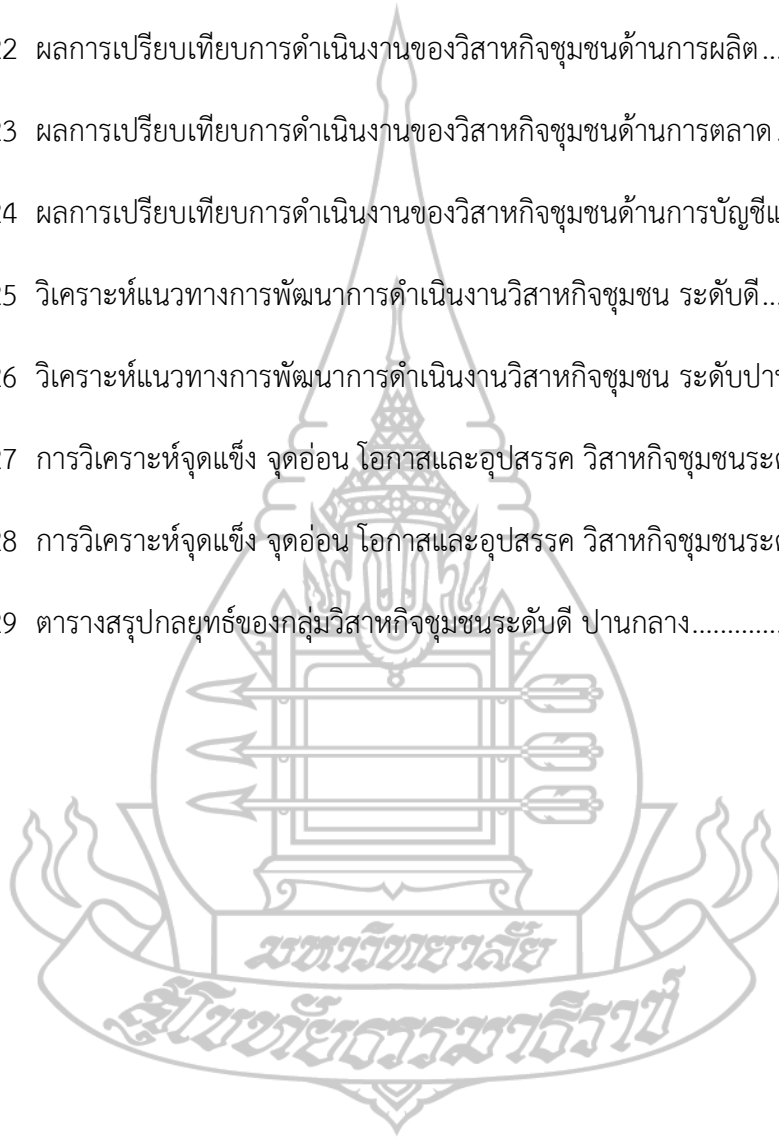 22 ผลการเปรียบเทียบการดำเนินงานของวิสาหกิจชุมชนด้านการผลิต...
23 ผลการเปรียบเทียบการดำเนินงานของวิสาหกิจชุมชนด้านการตลาด.
24 ผลการเปรียบเทียบการดำเนินงานของวิสาหกิจชุมชนด้านการบัญชีแ
25 วิเคราะห์แนวทางการพัฒนาการดำเนินงานวิสาหกิจชุมชน ระดับดี...
26 วิเคราะห์แนวทางการพัฒนาการดำเนินงานวิสาหกิจชุมชน ระดับปา
27 การวิเคราะห์จุดแข็ง จุดอ่อน โอกาสและอุปสรรค วิสาหกิจชุมชนระ
28 การวิเคราะห์จุดแข็ง จุดอ่อน โอกาสและอุปสรรค วิสาหกิจชุมชนระ
29 ตารางสรุปกลยุทธ์ของกลุ่มวิสาหกิจชุมชนระดับดี ปานกลาง.............
มหาวิทยาลัย
สุโขทัยธรรมาธิราช